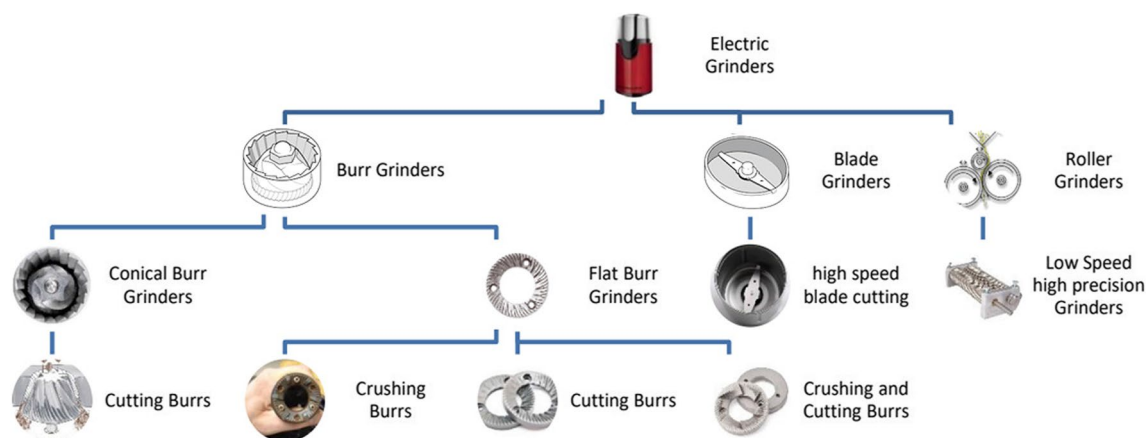 Electric
Grinders
Burr Grinders
Blade
Grinders
Roller
Grinders
Conical Burr
Grinders
Flat Burr
Grinders
high speed
blade cutting
Low Speed
high precision
Grinders
Cutting Burrs
Crushing
Burrs
Cutting Burrs
Crushing and
Cutting Burrs